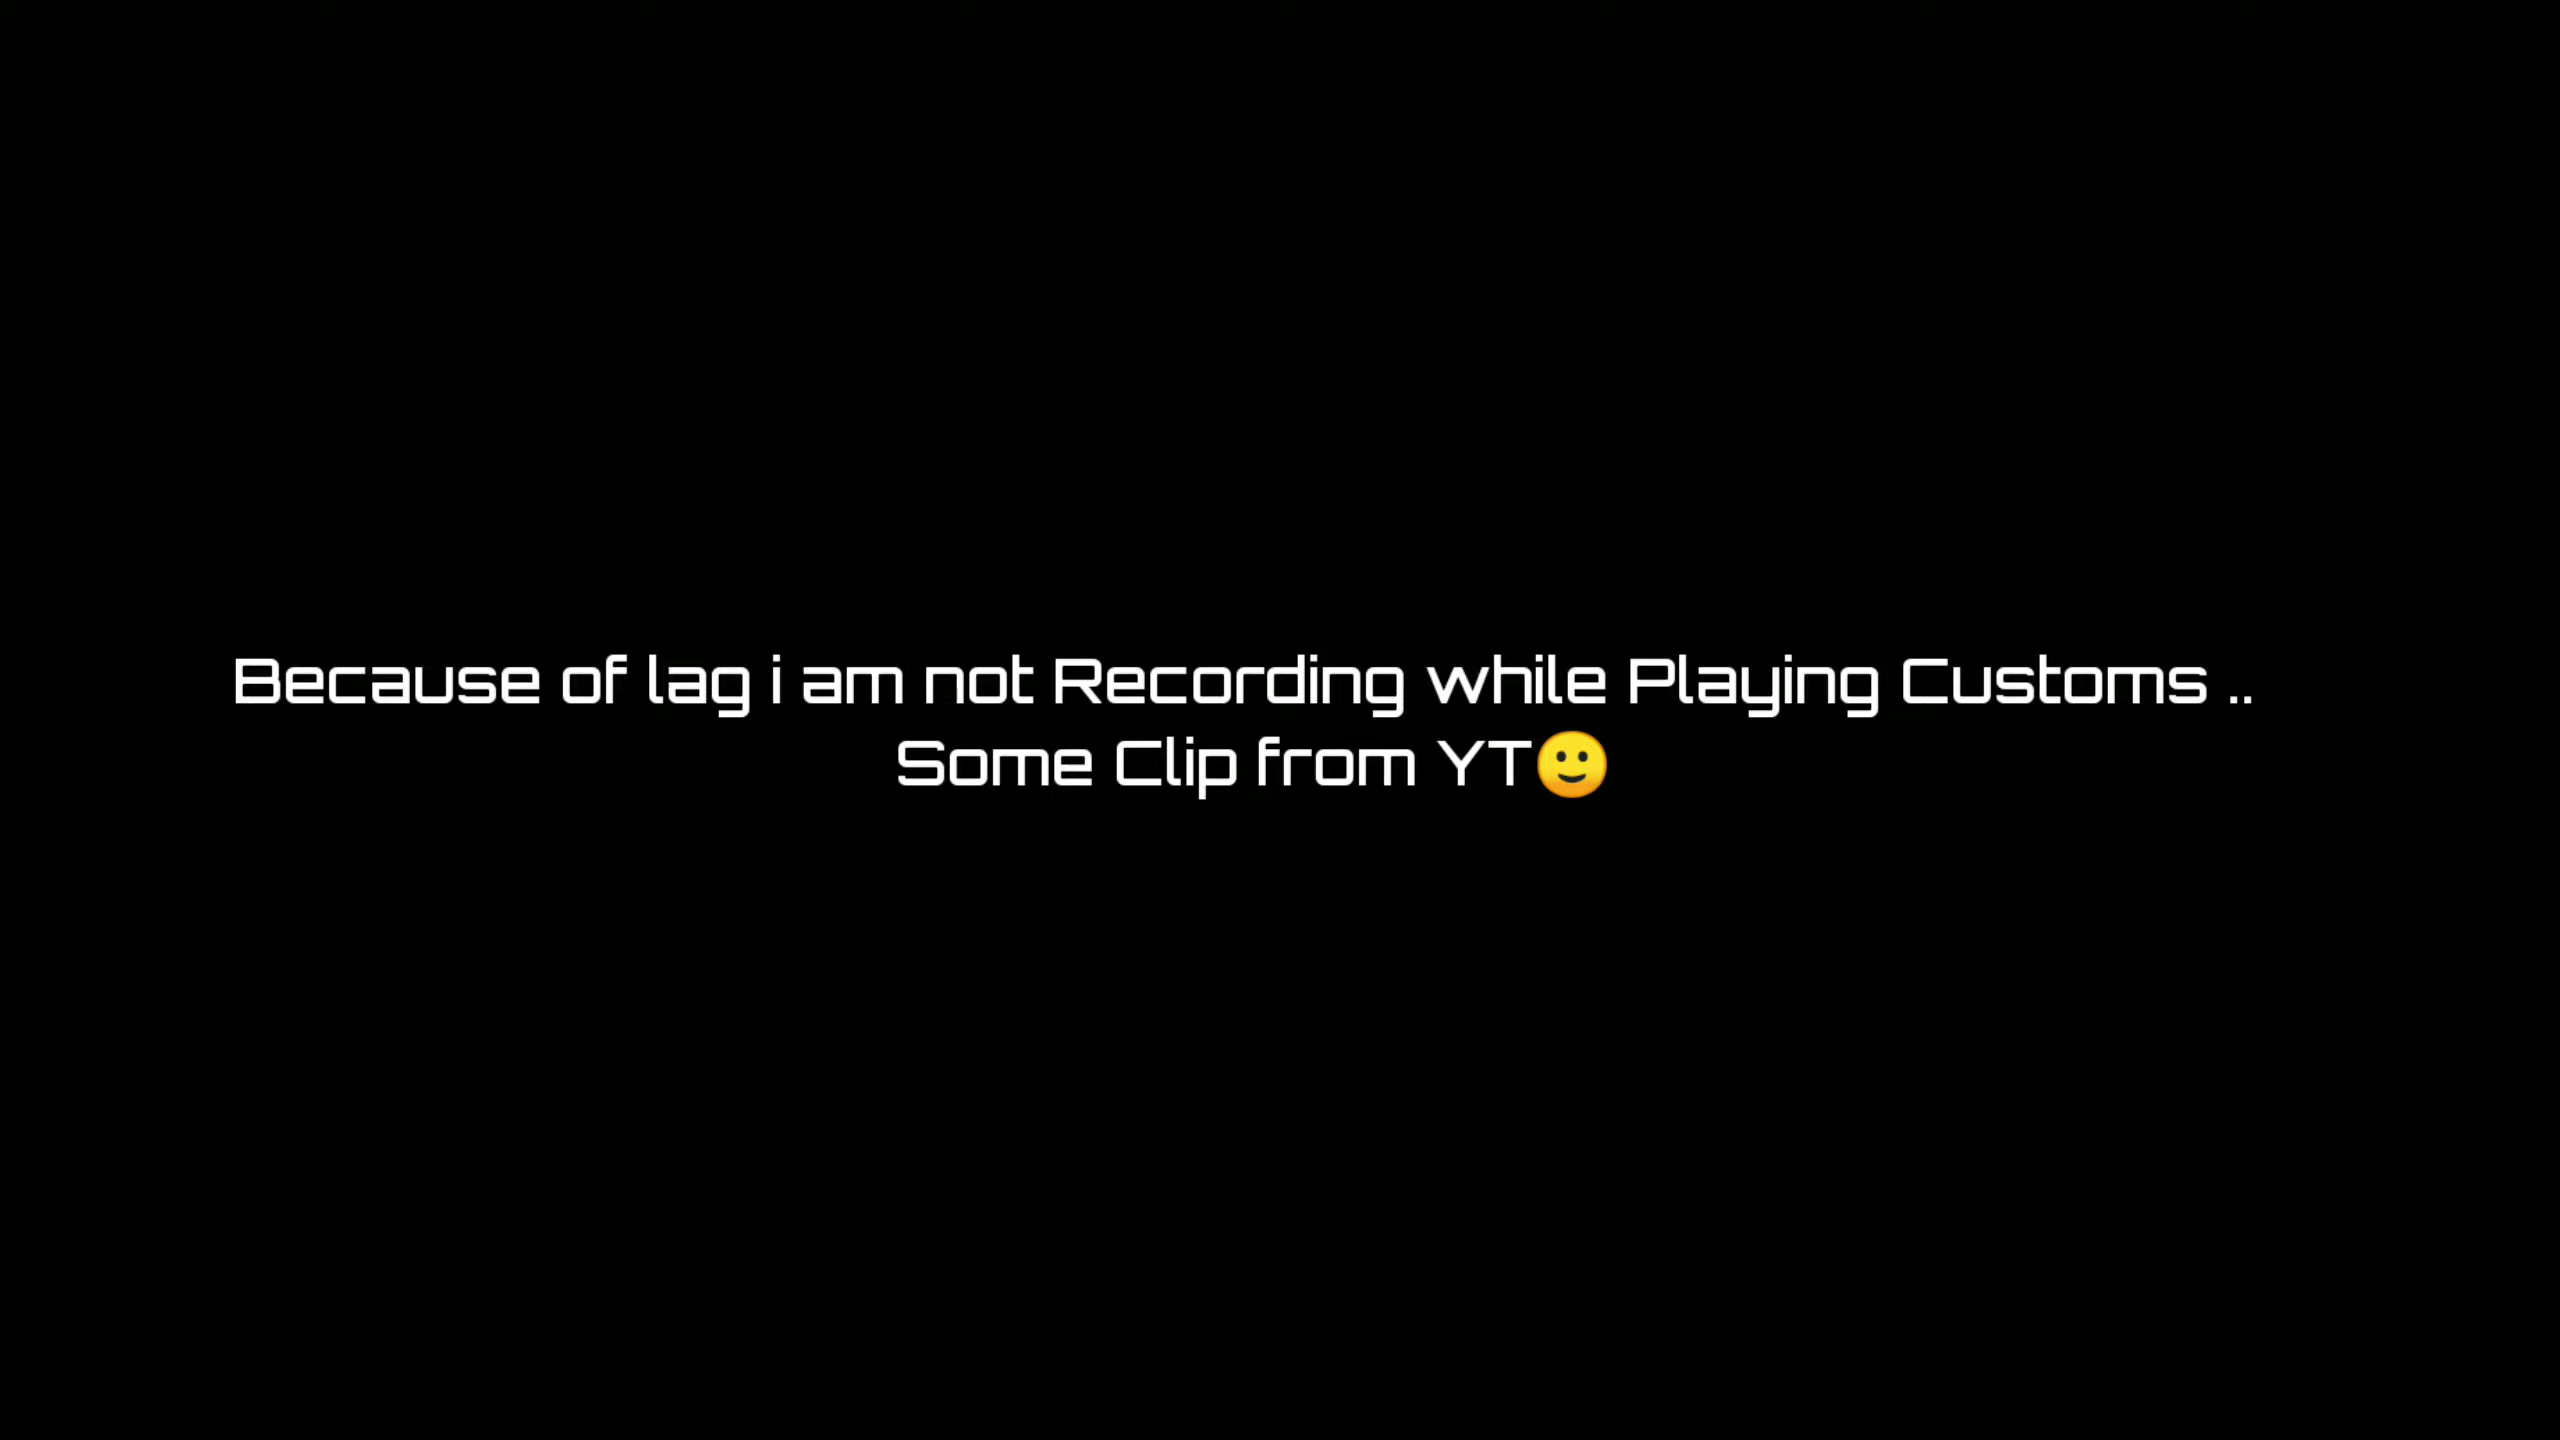 Because of lag i am not Recording while Playing Customs ..
Some Clip from YT🙂